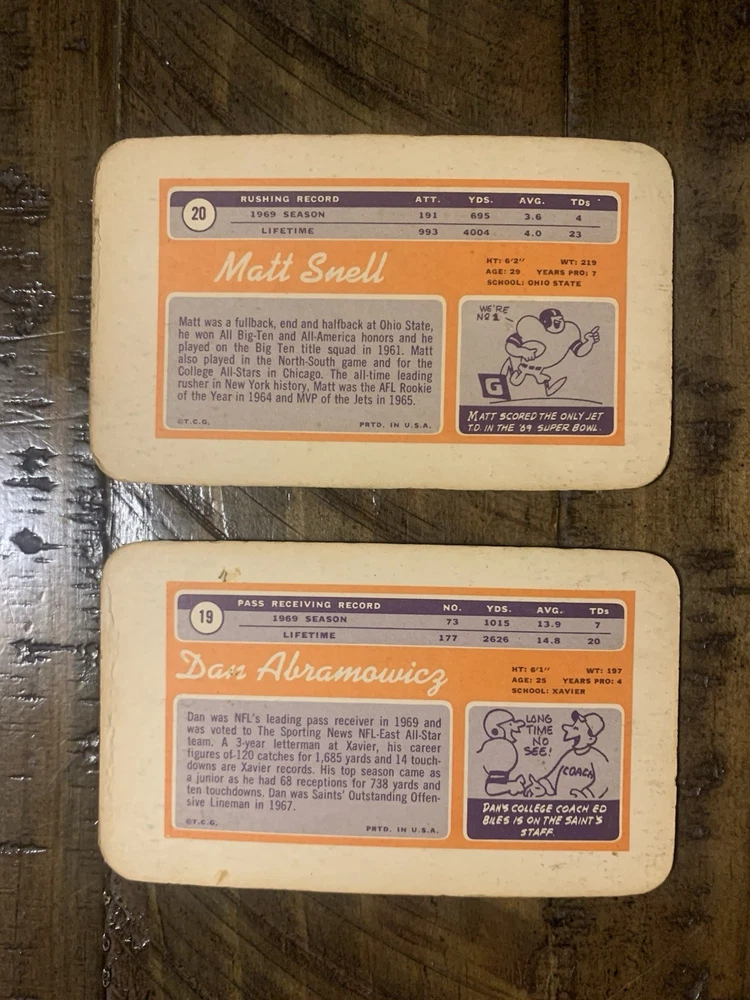 20
RUSHING RECORD ATT. YDS. AVG. TDs
1969 SEASON 191 695 3.6 4
LIFETIME 993 4004 4.0 23
Matt Snell
HT: 6'2" WT: 219
AGE: 29 YEARS PRO: 7
SCHOOL: OHIO STATE
Matt was a fullback, end and halfback at Ohio State,
he won All Big-Ten and All-America honors and he
played on the Big Ten title squad in 1961. Matt
also played in the North-South game and for the
College All-Stars in Chicago. The all-time leading
rusher in New York history, Matt was the AFL Rookie
of the Year in 1964 and MVP of the Jets in 1965.
©T.C.G. PRTD. IN U.S.A.
WE'RE
NO 1
G
MATT SCORED THE ONLY JET
T.D. IN THE '69 SUPER BOWL.
19
PASS RECEIVING RECORD NO. YDS. AVG. TDs
1969 SEASON 73 1015 13.9 7
LIFETIME 177 2626 14.8 20
Dan Abramowicz
HT: 6'1" WT: 197
AGE: 25 YEARS PRO: 4
SCHOOL: XAVIER
Dan was NFL's leading pass receiver in 1969 and
was voted to The Sporting News NFL-East All-Star
team. A 3-year letterman at Xavier, his career
figures of 120 catches for 1,685 yards and 14 touch-
downs are Xavier records. His top season came as
a junior as he had 68 receptions for 738 yards and
ten touchdowns. Dan was Saints' Outstanding Offen-
sive Lineman in 1967.
©T.C.G. PRTD. IN U.S.A.
LONG
TIME
NO
SEE!
COACH
DAN'S COLLEGE COACH ED
BILES IS ON THE SAINT'S
STAFF.